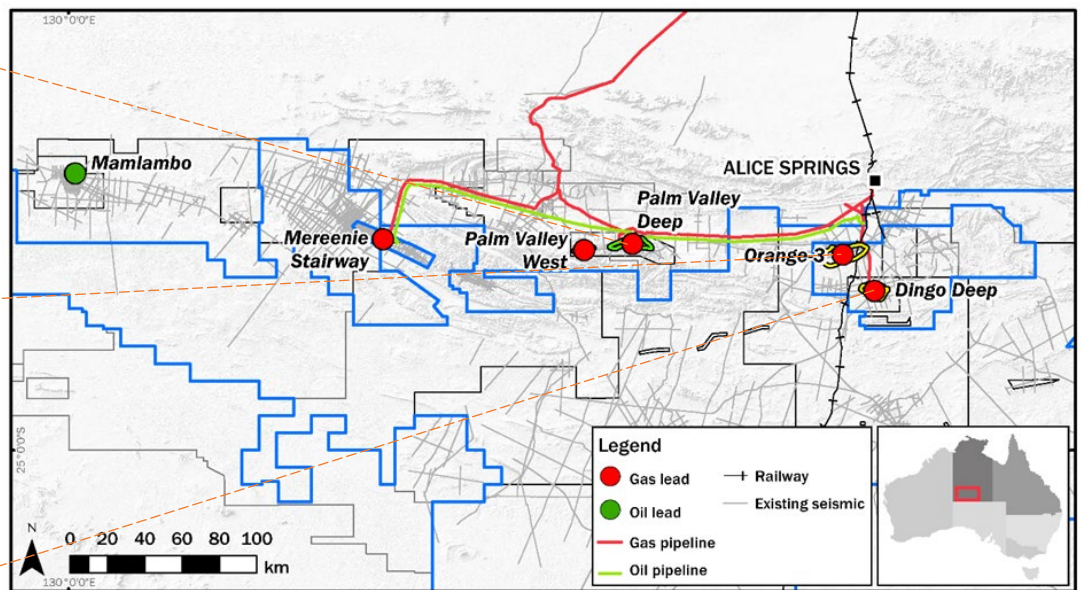 130°0'0"E
Mamlambo
ALICE SPRINGS
Palm Valley
Deep
Mereenie
Stairway
Palm Valley
West
Orange-3
Dingo Deep
25°0'0"S
Legend
Gas lead
Oil lead
Gas pipeline
Oil pipeline
Railway
Existing seismic
N
0 20 40 60 80 100
km
130°0'0"E